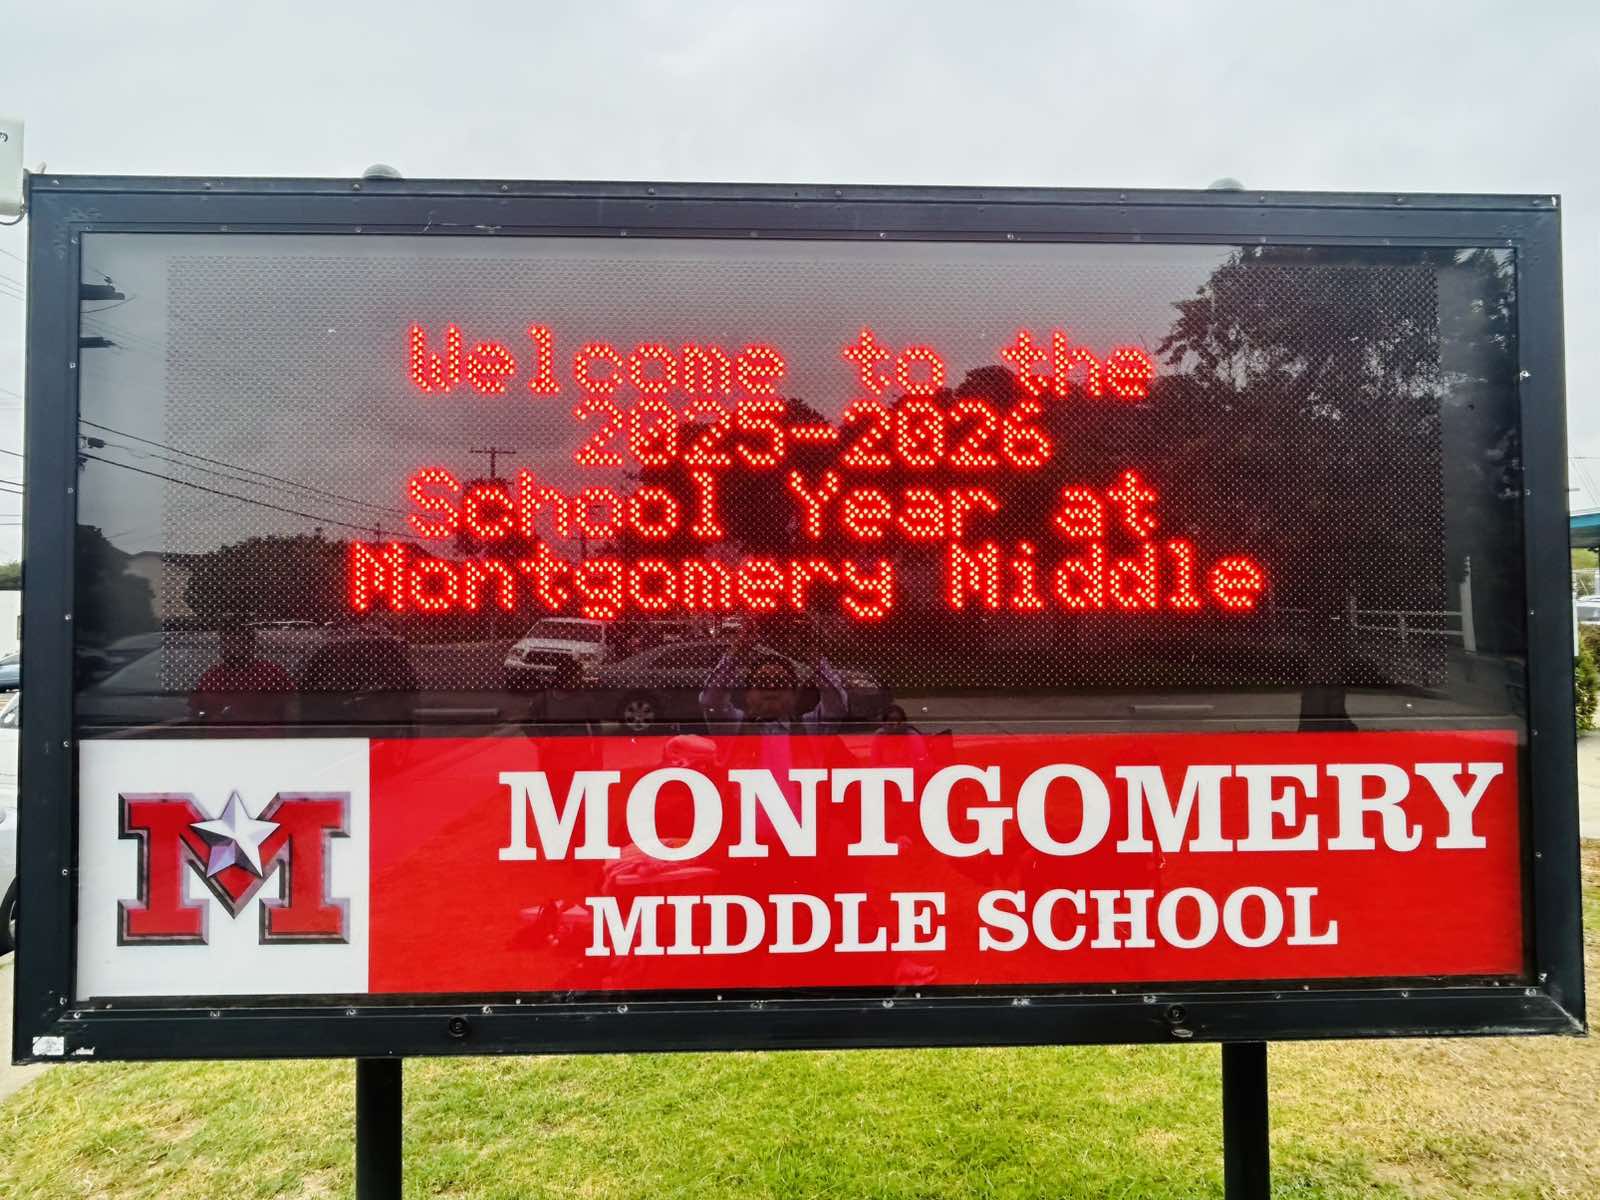 Welcome to the
2025-2026
School Year at
Montgomery Middle
M
MONTGOMERY
MIDDLE SCHOOL